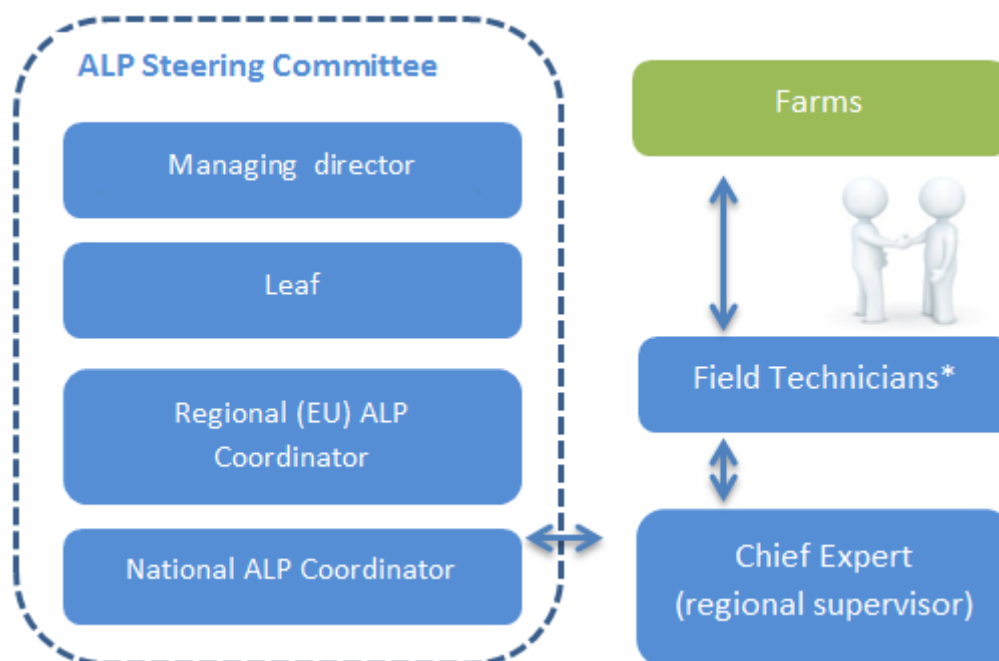 ALP Steering Committee
Managing director
Leaf
Regional (EU) ALP
Coordinator
National ALP Coordinator
Farms
Field Technicians*
Chief Expert
(regional supervisor)